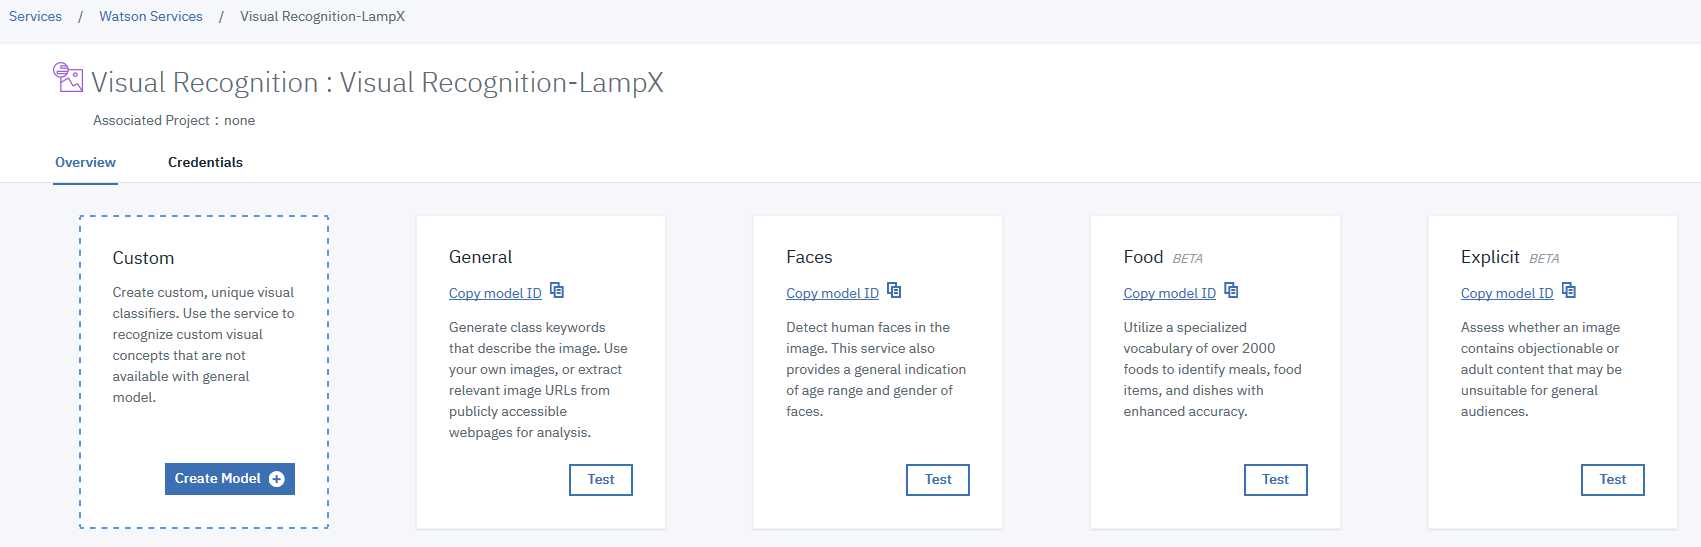 Services / Watson Services / Visual Recognition-LampX
Visual Recognition : Visual Recognition-LampX
Associated Project : none
Overview Credentials
Custom
Create custom, unique visual
classifiers. Use the service to
recognize custom visual
concepts that are not
available with general
model.
Create Model
General
Copy model ID
Generate class keywords
that describe the image. Use
your own images, or extract
relevant image URLs from
publicly accessible
webpages for analysis.
Test
Faces
Copy model ID
Detect human faces in the
image. This service also
provides a general indication
of age range and gender of
faces.
Test
Food BETA
Copy model ID
Utilize a specialized
vocabulary of over 2000
foods to identify meals, food
items, and dishes with
enhanced accuracy.
Test
Explicit BETA
Copy model ID
Assess whether an image
contains objectionable or
adult content that may be
unsuitable for general
audiences.
Test